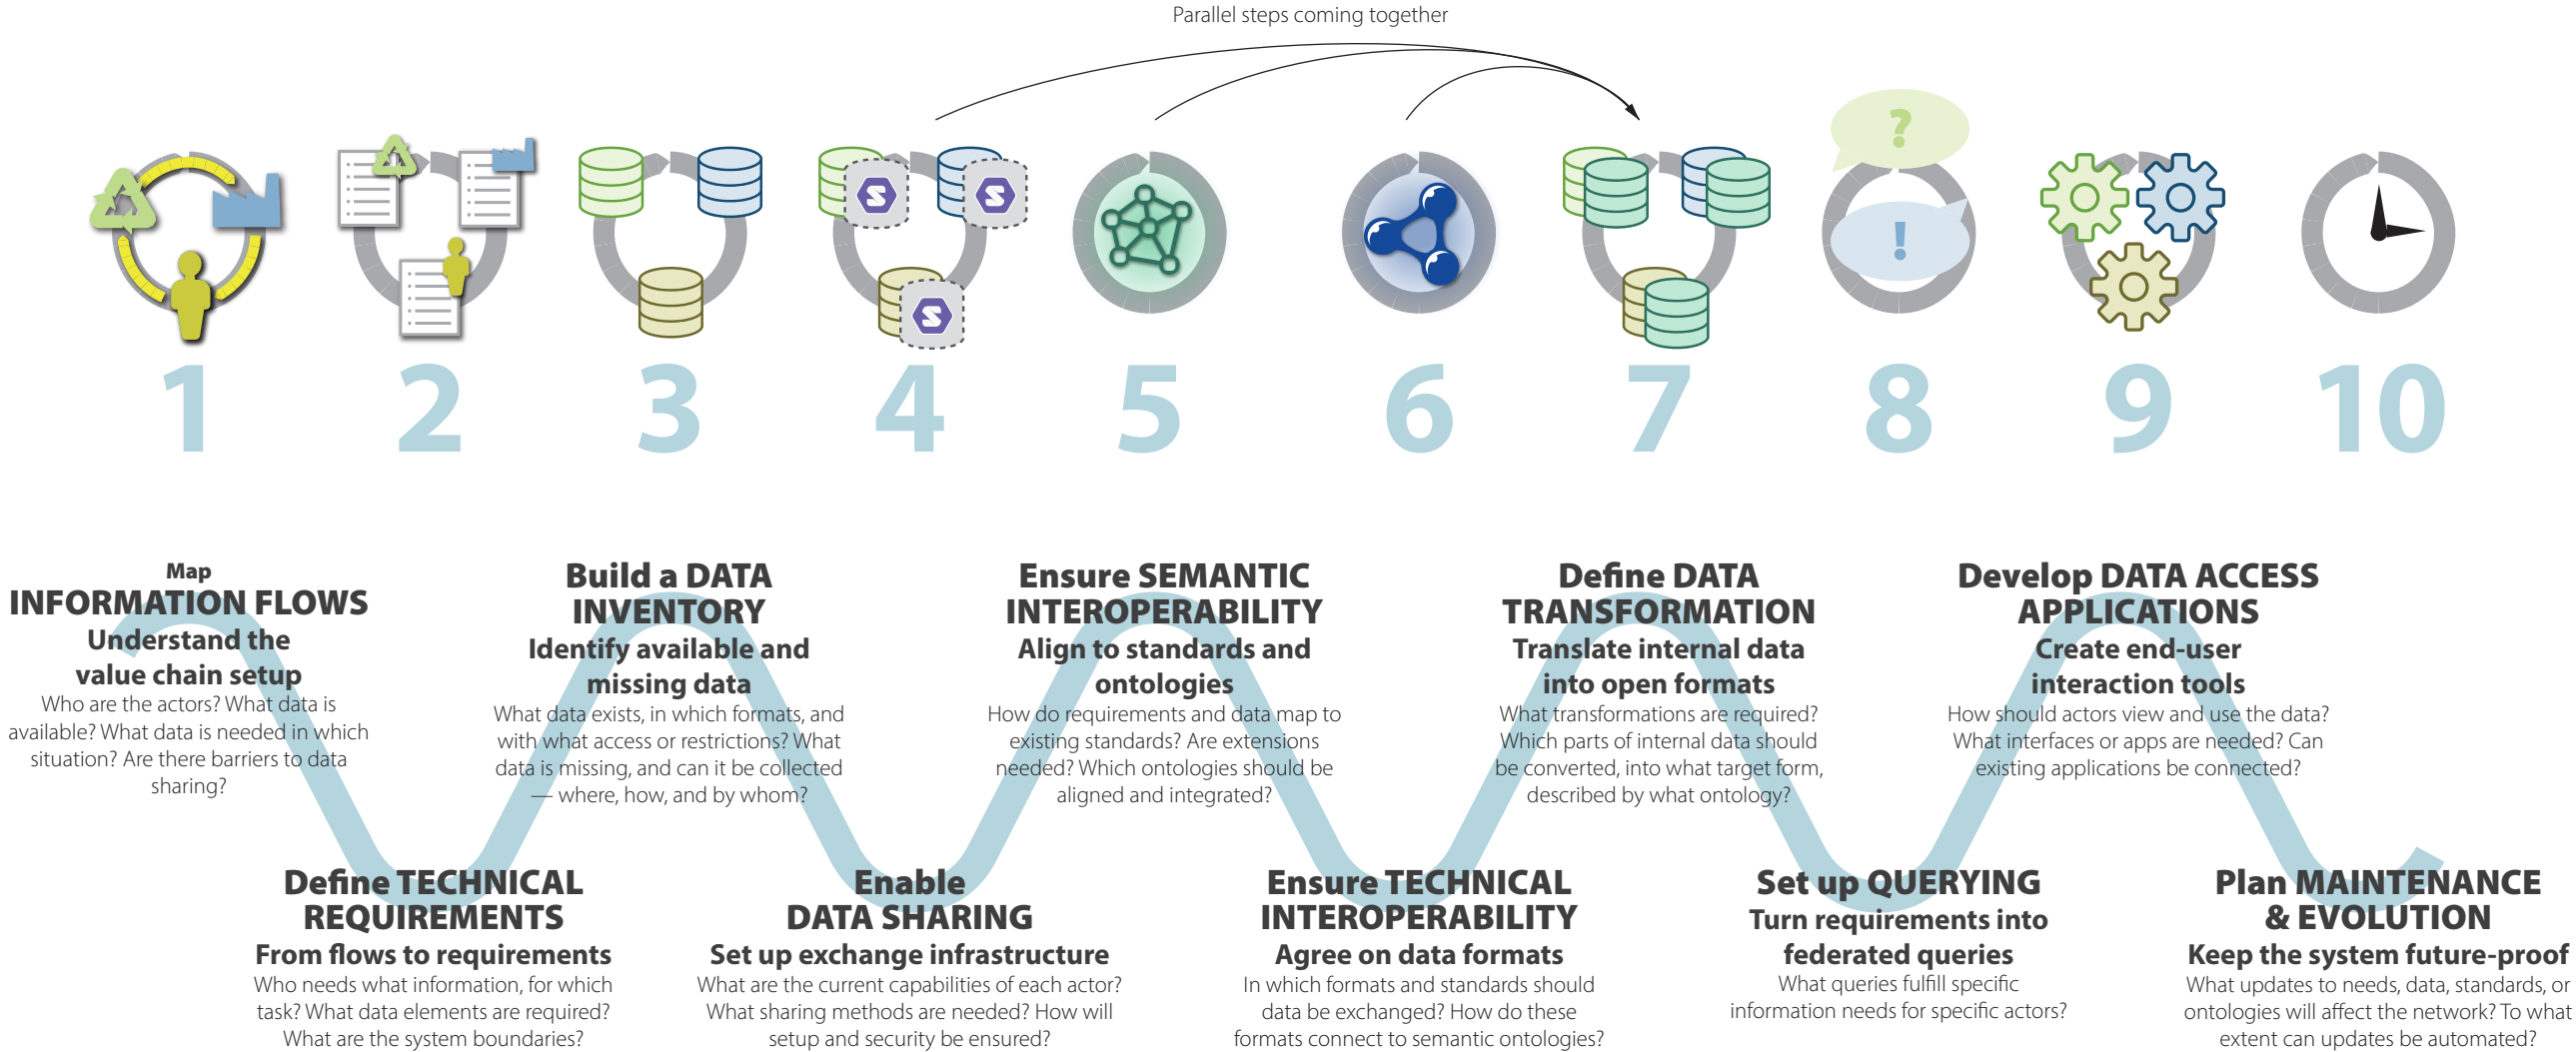 Parallel steps coming together
?
!
1
2
3
4
5
6
7
8
9
10
Map
INFORMATION FLOWS
Understand the
value chain setup
Who are the actors? What data is
available? What data is needed in which
situation? Are there barriers to data
sharing?
Define TECHNICAL
REQUIREMENTS
From flows to requirements
Who needs what information, for which
task? What data elements are required?
What are the system boundaries?
Build a DATA
INVENTORY
Identify available and
missing data
What data exists, in which formats, and
with what access or restrictions? What
data is missing, and can it be collected
— where, how, and by whom?
Enable
DATA SHARING
Set up exchange infrastructure
What are the current capabilities of each actor?
What sharing methods are needed? How will
setup and security be ensured?
Ensure SEMANTIC
INTEROPERABILITY
Align to standards and
ontologies
How do requirements and data map to
existing standards? Are extensions
needed? Which ontologies should be
aligned and integrated?
Ensure TECHNICAL
INTEROPERABILITY
Agree on data formats
In which formats and standards should
data be exchanged? How do these
formats connect to semantic ontologies?
Define DATA
TRANSFORMATION
Translate internal data
into open formats
What transformations are required?
Which parts of internal data should
be converted, into what target form,
described by what ontology?
Set up QUERYING
Turn requirements into
federated queries
What queries fulfill specific
information needs for specific actors?
Develop DATA ACCESS
APPLICATIONS
Create end-user
interaction tools
How should actors view and use the data?
What interfaces or apps are needed? Can
existing applications be connected?
Plan MAINTENANCE
& EVOLUTION
Keep the system future-proof
What updates to needs, data, standards, or
ontologies will affect the network? To what
extent can updates be automated?